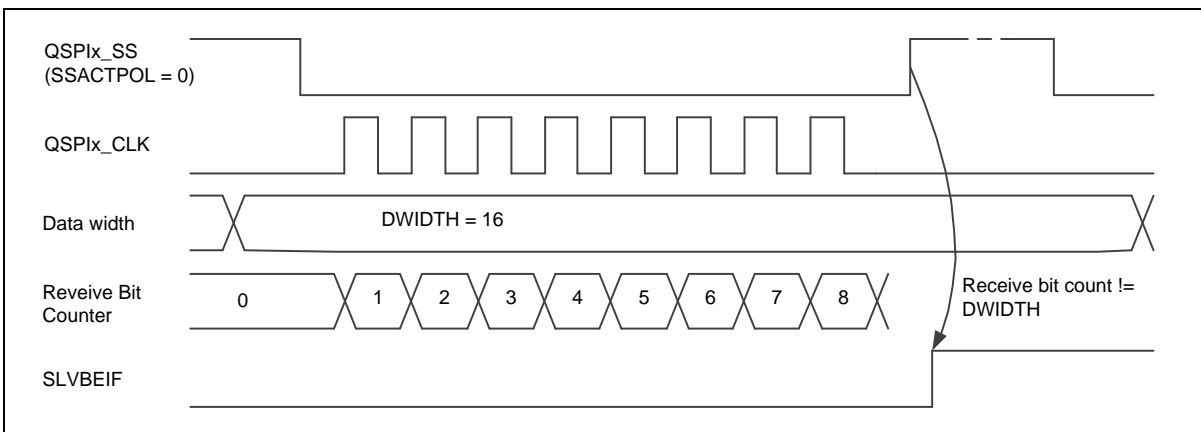 QSPIx_SS
(SSACTPOL = 0)
QSPIx_CLK
Data width
DWIDTH = 16
Reveive Bit
Counter
0
1
2
3
4
5
6
7
8
Receive bit count !=
DWIDTH
SLVBEIF